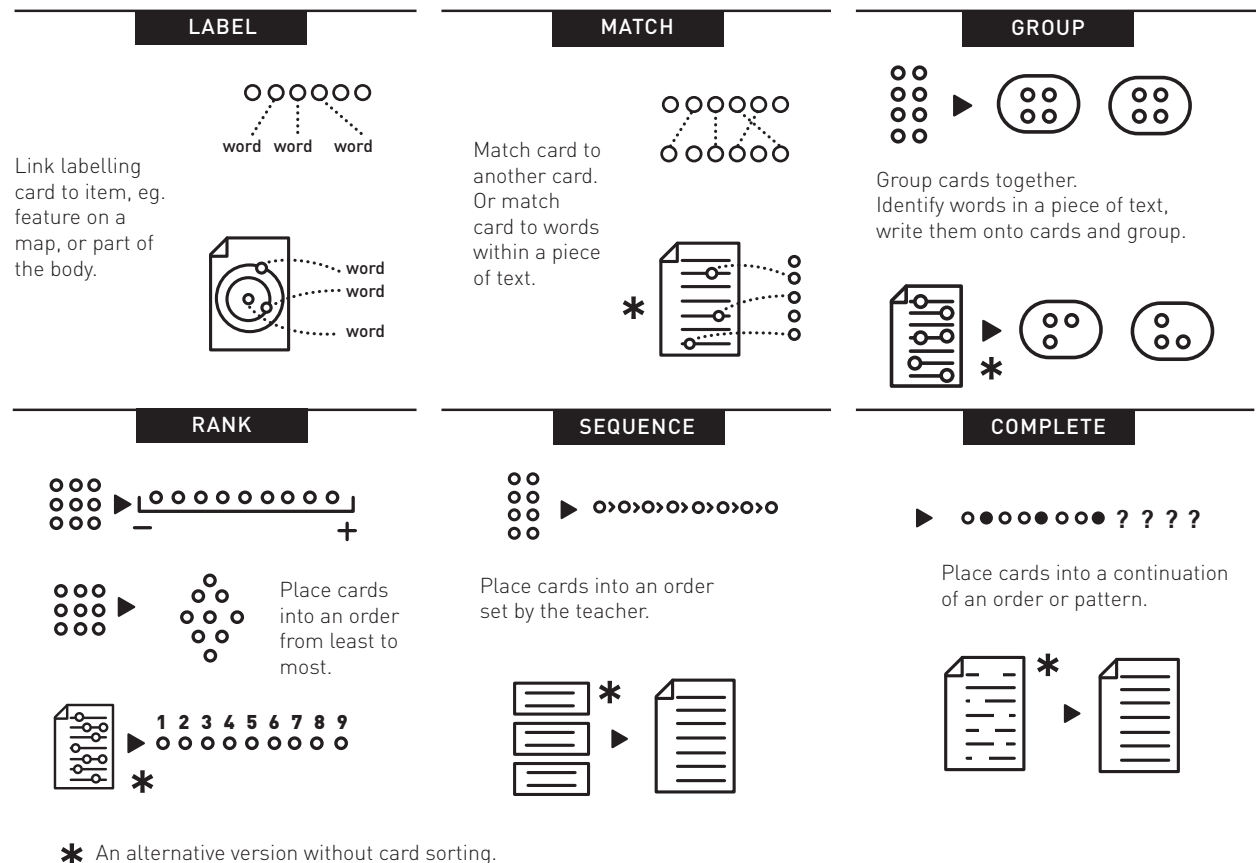 LABEL
word word word
Link labelling
card to item, eg.
feature on a
map, or part of
the body.
word
word
word
MATCH
Match card to
another card.
Or match
card to words
within a piece
of text.
*
GROUP
Group cards together.
Identify words in a piece of text,
write them onto cards and group.
*
RANK
− +
Place cards
into an order
from least to
most.
1 2 3 4 5 6 7 8 9
*
SEQUENCE
Place cards into an order
set by the teacher.
*
COMPLETE
? ? ? ?
Place cards into a continuation
of an order or pattern.
*
* An alternative version without card sorting.